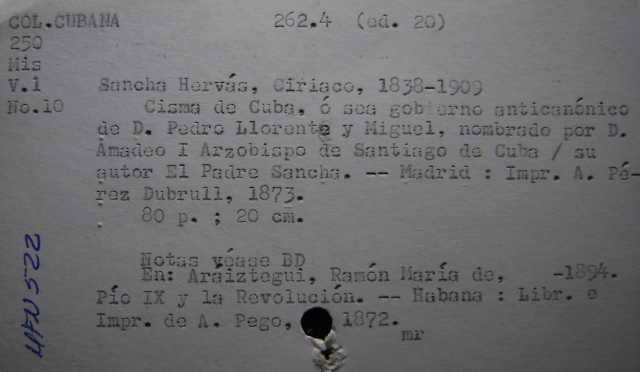 COL.CUBANA 262.4 (ed. 20)
250
Mis
V.1 Sancha Hervás, Ciriaco, 1838-1909
No.10 Cisma de Cuba, ó sea gobierno anticanónico
de D. Pedro Llorente y Miguel, nombrado por D.
Amadeo I Arzobispo de Santiago de Cuba / su
autor El Padre Sancha. -- Madrid : Impr. A. Pé-
rez Dubrull, 1873.
80 p. ; 20 cm.
Notas véase BD
En: Aráiztegui, Ramón María de, -1894.
Pío IX y la Revolución. -- Habana : Libr. e
Impr. de A. Pego, 1872.
mr